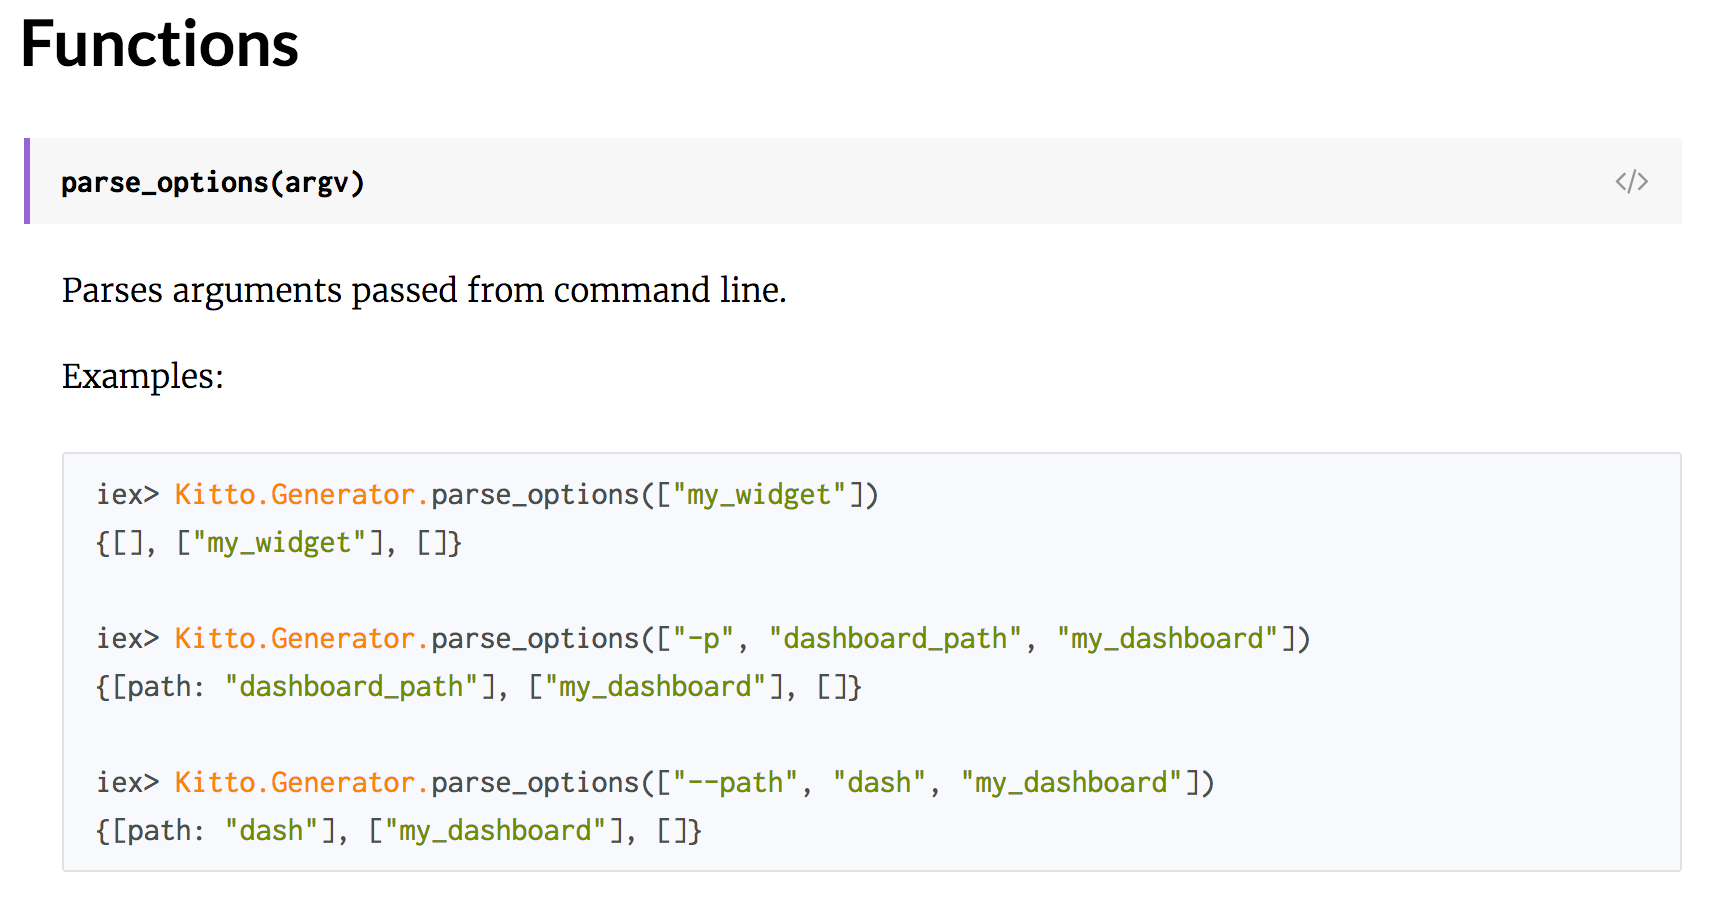 Functions
parse_options(argv)
</>
Parses arguments passed from command line.
Examples:
iex> Kitto.Generator.parse_options(["my_widget"])
{[], ["my_widget"], []}
iex> Kitto.Generator.parse_options(["-p", "dashboard_path", "my_dashboard"])
{[path: "dashboard_path"], ["my_dashboard"], []}
iex> Kitto.Generator.parse_options(["--path", "dash", "my_dashboard"])
{[path: "dash"], ["my_dashboard"], []}